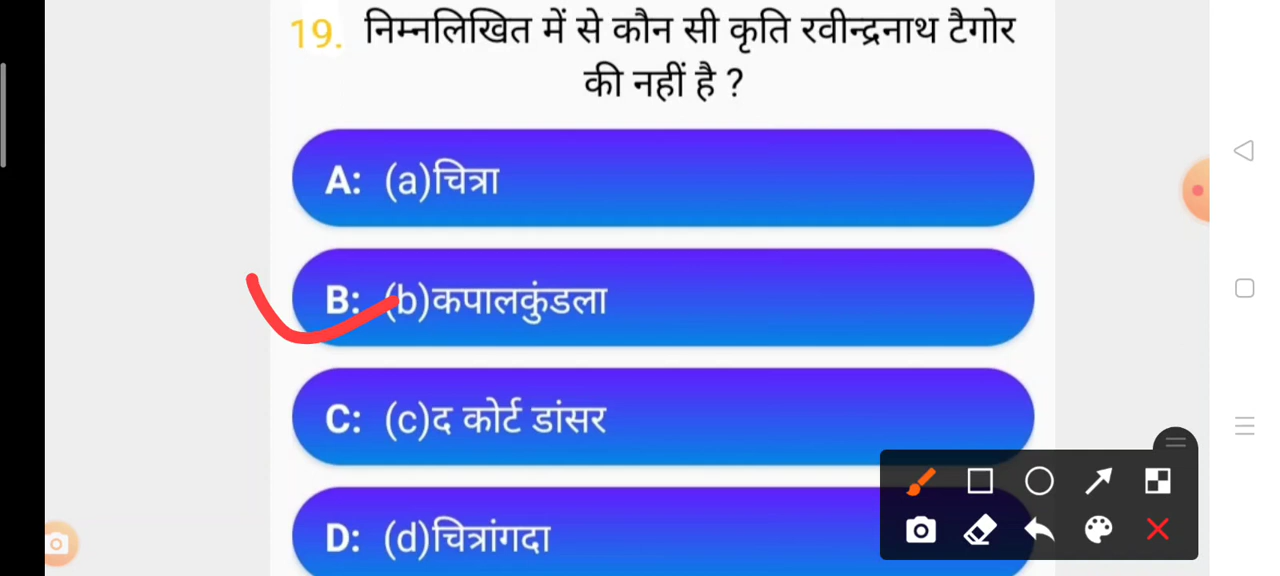 19. निम्नलिखित में से कौन सी कृति रवीन्द्रनाथ टैगोर
की नहीं है ?
A: (a)चित्रा
B: (b)कपालकुंडला
C: (c)द कोर्ट डांसर
D: (d)चित्रांगदा